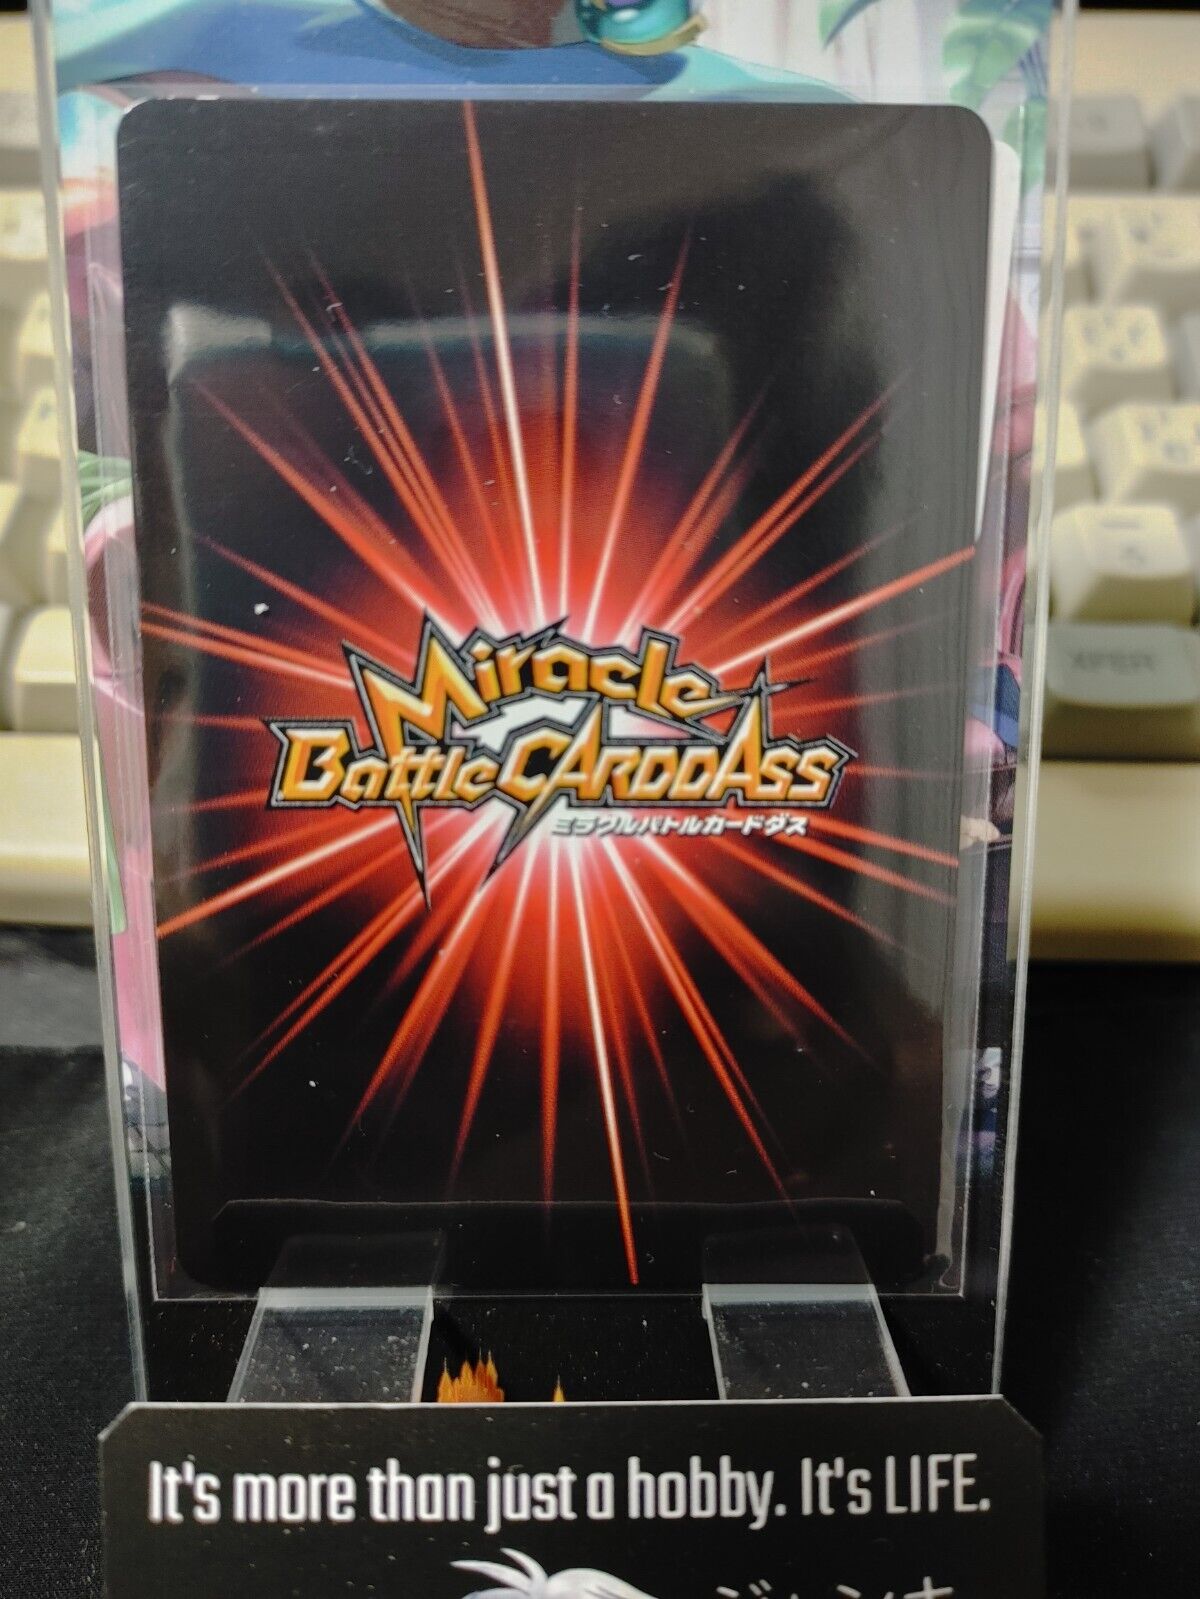 Miracle
Battle CARDDASS
ミラクルバトルカードダス
It's more than just a hobby. It's LIFE.